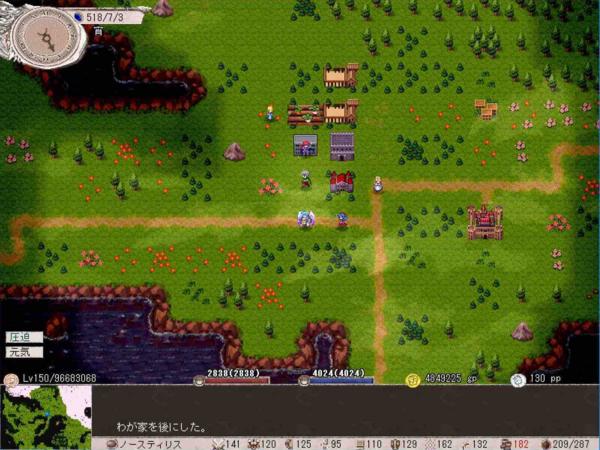 518/7/3
宵
圧迫
元気
Lv150/96683068
2838(2838)
4024(4024)
4849225 gp
130 pp
わが家を後にした。
ノースティリス
141
120
125
95
110
129
162
132
182
209/287